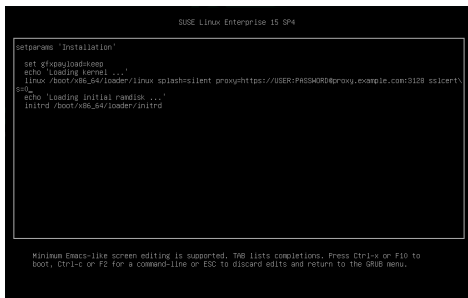 SUSE Linux Enterprise 15 SP4
setparams 'Installation'
set gfxpayload=keep
echo 'Loading kernel ...'
linux /boot/x86_64/loader/linux splash=silent proxy=https://USER:PASSWORD@proxy.example.com:3128 sslcert\
s=0_
echo 'Loading initial ramdisk ...'
initrd /boot/x86_64/loader/initrd
Minimum Emacs-like screen editing is supported. TAB lists completions. Press Ctrl-x or F10 to
boot, Ctrl-c or F2 for a command-line or ESC to discard edits and return to the GRUB menu.